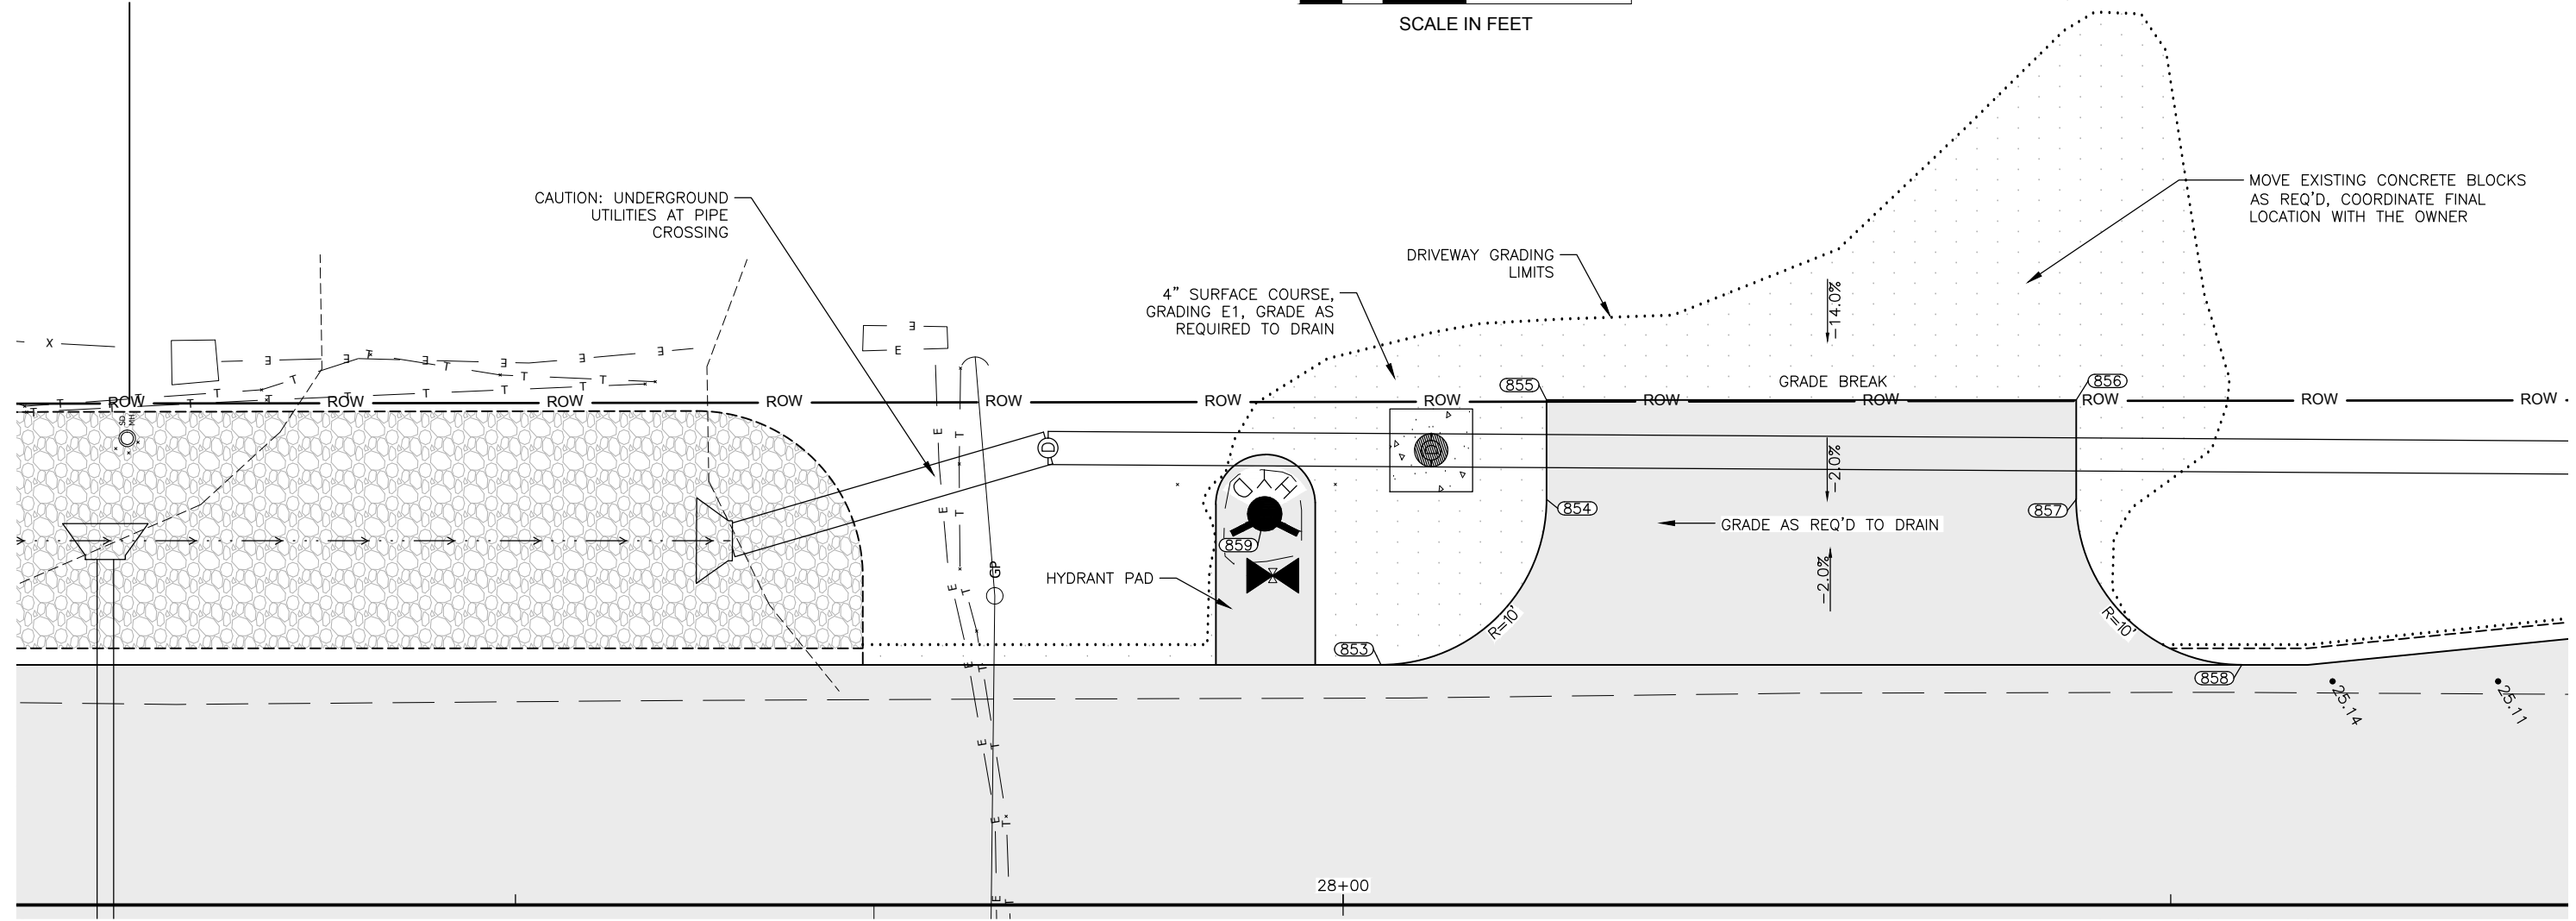 SCALE IN FEET
CAUTION: UNDERGROUND
UTILITIES AT PIPE
CROSSING
MOVE EXISTING CONCRETE BLOCKS
AS REQ'D, COORDINATE FINAL
LOCATION WITH THE OWNER
DRIVEWAY GRADING
LIMITS
4" SURFACE COURSE,
GRADING E1, GRADE AS
REQUIRED TO DRAIN
-14.0%
X
E E E E E E
E
E
T T T T T
T T T T T T T T
GRADE BREAK
855
856
ROW ROW ROW ROW ROW ROW ROW ROW ROW ROW ROW ROW
SD
MH
E T
D
D
-2.0%
HYD
854
857
E T
GRADE AS REQ'D TO DRAIN
859
HYDRANT PAD
GP
-2.0%
E T
R=10'
R=10'
853
858
E T
25.14
25.11
E T
E T
28+00
E T